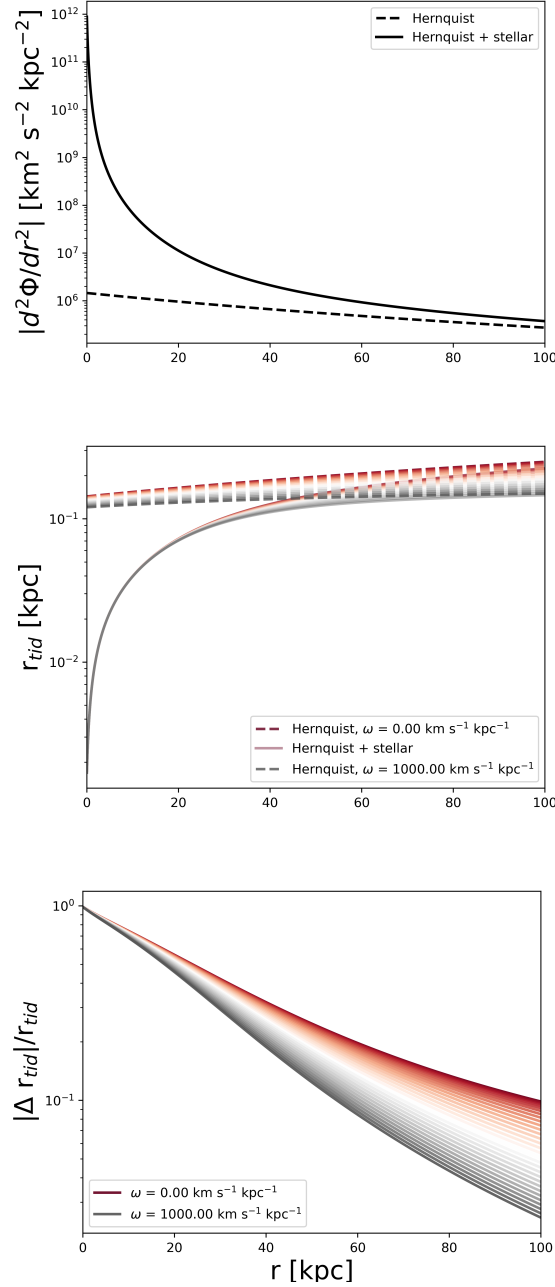 |d²Φ/dr²| [km² s⁻² kpc⁻²]
10¹²
10¹¹
10¹⁰
10⁹
10⁸
10⁷
10⁶
Hernquist
Hernquist + stellar
0 20 40 60 80 100
r_tid [kpc]
10⁻¹
10⁻²
Hernquist, ω = 0.00 km s⁻¹ kpc⁻¹
Hernquist + stellar
Hernquist, ω = 1000.00 km s⁻¹ kpc⁻¹
0 20 40 60 80 100
|Δ r_tid|/r_tid
10⁰
10⁻¹
ω = 0.00 km s⁻¹ kpc⁻¹
ω = 1000.00 km s⁻¹ kpc⁻¹
0 20 40 60 80 100
r [kpc]